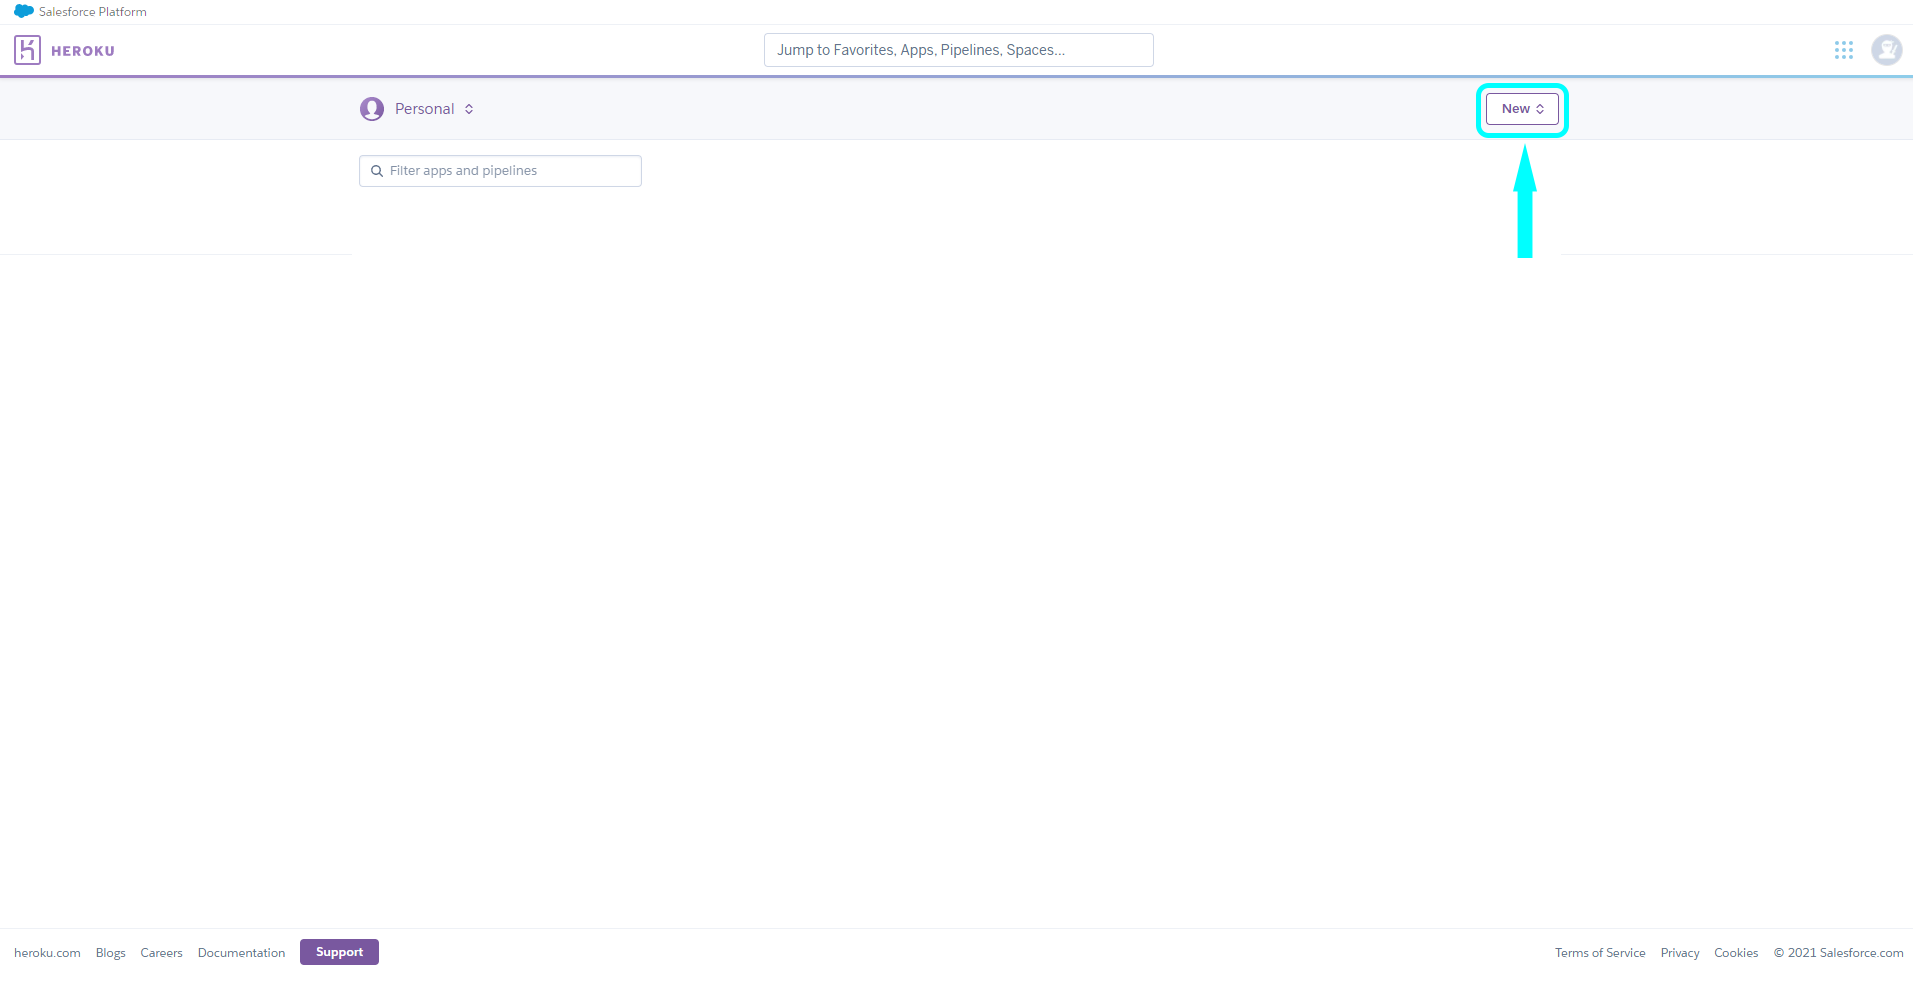 Salesforce Platform
HEROKU
Jump to Favorites, Apps, Pipelines, Spaces...
Personal
New
Filter apps and pipelines
heroku.com Blogs Careers Documentation Support
Terms of Service Privacy Cookies © 2021 Salesforce.com